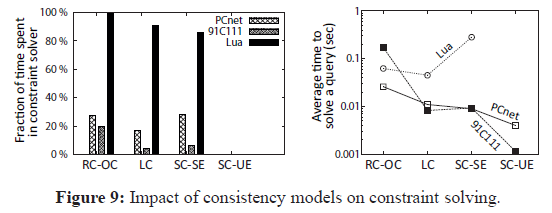 Fraction of time spent
in constraint solver
100 %
80 %
60 %
40 %
20 %
0 %
PCnet
91C111
Lua
RC-OC LC SC-SE SC-UE
Average time to
solve a query (sec)
1
0.1
0.01
0.001
Lua
PCnet
91C111
RC-OC LC SC-SE SC-UE
Figure 9: Impact of consistency models on constraint solving.